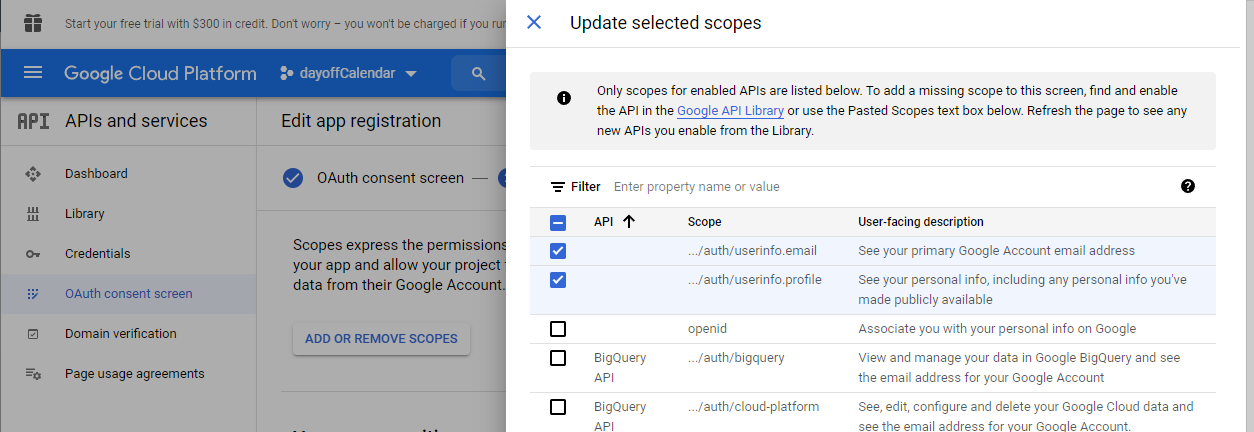 Start your free trial with $300 in credit. Don't worry – you won't be charged if you run
Google Cloud Platform
dayoffCalendar
API
APIs and services
Dashboard
Library
Credentials
OAuth consent screen
Domain verification
Page usage agreements
Edit app registration
OAuth consent screen
Scopes express the permissions
your app and allow your project
data from their Google Account.
ADD OR REMOVE SCOPES
Update selected scopes
Only scopes for enabled APIs are listed below. To add a missing scope to this screen, find and enable
the API in the Google API Library or use the Pasted Scopes text box below. Refresh the page to see any
new APIs you enable from the Library.
Filter Enter property name or value
API Scope User-facing description
.../auth/userinfo.email See your primary Google Account email address
.../auth/userinfo.profile See your personal info, including any personal info you've
made publicly available
openid Associate you with your personal info on Google
BigQuery .../auth/bigquery View and manage your data in Google BigQuery and see
API the email address for your Google Account
BigQuery .../auth/cloud-platform See, edit, configure and delete your Google Cloud data and
API see the email address for your Google Account.